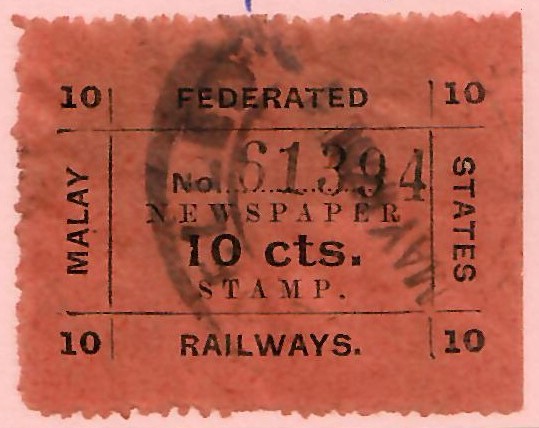 10 FEDERATED 10
MALAY
No. 61394
NEWSPAPER
10 cts.
STAMP.
STATES
10 RAILWAYS. 10